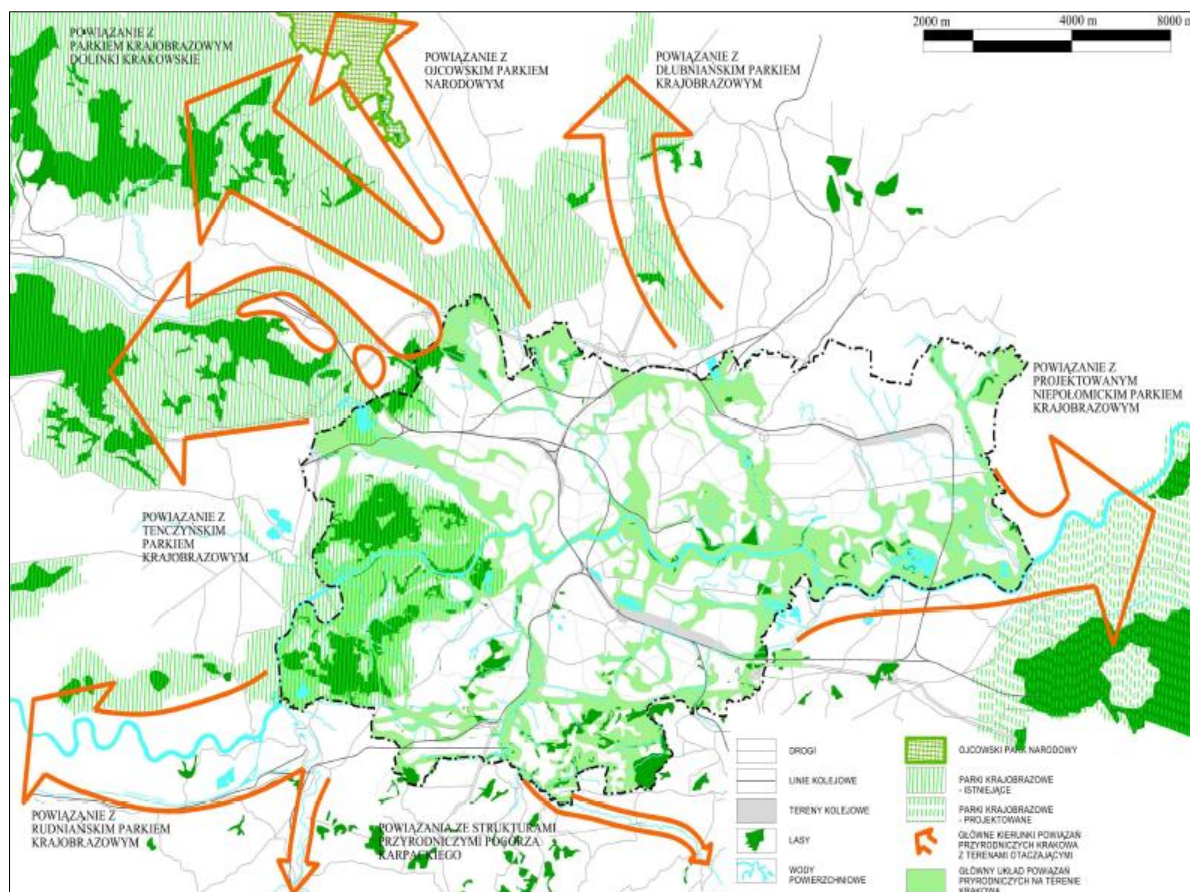 2000 m
4000 m
8000 m
POWIĄZANIE Z
PARKIEM KRAJOBRAZOWYM
DOLINKI KRAKOWSKIE
POWIĄZANIE Z
OJCOWSKIM PARKIEM
NARODOWYM
POWIĄZANIE Z
DŁUBNIAŃSKIM PARKIEM
KRAJOBRAZOWYM
POWIĄZANIE Z
PROJEKTOWANYM
NIEPOŁOMICKIM PARKIEM
KRAJOBRAZOWYM
POWIĄZANIE Z
TENCZYŃSKIM
PARKIEM
KRAJOBRAZOWYM
POWIĄZANIE Z
RUDNIAŃSKIM PARKIEM
KRAJOBRAZOWYM
POWIĄZANIA ZE STRUKTURAMI
PRZYRODNICZYMI POGÓRZA
KARPACKIEGO
DROGI
LINIE KOLEJOWE
TERENY KOLEJOWE
LASY
WODY
POWIERZCHNIOWE
OJCOWSKI PARK NARODOWY
PARKI KRAJOBRAZOWE
- ISTNIEJĄCE
PARKI KRAJOBRAZOWE
- PROJEKTOWANE
GŁÓWNE KIERUNKI POWIĄZAŃ
PRZYRODNICZYCH KRAKOWA
Z TERENAMI OTACZAJĄCYMI
GŁÓWNY UKŁAD POWIĄZAŃ
PRYRODNICZYCH NA TERENIE
KRAKOWA